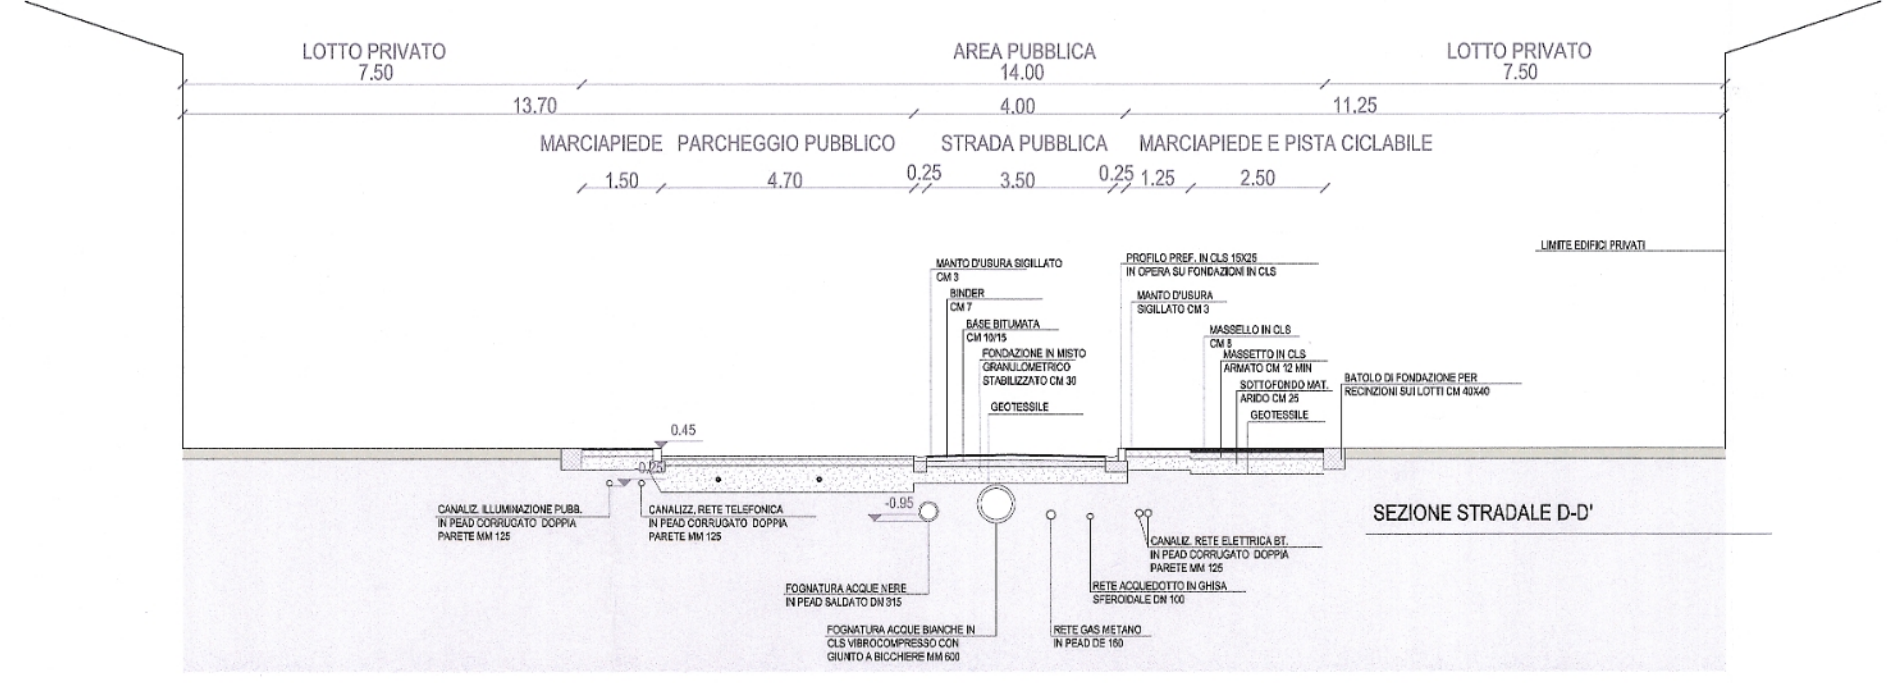 LOTTO PRIVATO
7.50
AREA PUBBLICA
14.00
LOTTO PRIVATO
7.50
13.70
4.00
11.25
MARCIAPIEDE
PARCHEGGIO PUBBLICO
STRADA PUBBLICA
MARCIAPIEDE E PISTA CICLABILE
1.50
4.70
0.25
3.50
0.25
1.25
2.50
LIMITE EDIFICI PRIVATI
MANTO D'USURA SIGILLATO
CM 3
BINDER
CM 7
BASE BITUMATA
CM 10/15
FONDAZIONE IN MISTO
GRANULOMETRICO
STABILIZZATO CM 30
GEOTESSILE
PROFILO PREF. IN CLS 15X25
IN OPERA SU FONDAZIONI IN CLS
MANTO D'USURA
SIGILLATO CM 3
MASSELLO IN CLS
CM 8
MASSETTO IN CLS
ARMATO CM 12 MIN
SOTTOFONDO MAT.
ARIDO CM 25
GEOTESSILE
BATOLO DI FONDAZIONE PER
RECINZIONI SUI LOTTI CM 40X40
0.45
-0.25
-0.95
CANALIZ. ILLUMINAZIONE PUBB.
IN PEAD CORRUGATO DOPPIA
PARETE MM 125
CANALIZZ. RETE TELEFONICA
IN PEAD CORRUGATO DOPPIA
PARETE MM 125
SEZIONE STRADALE D-D'
CANALIZ. RETE ELETTRICA BT.
IN PEAD CORRUGATO DOPPIA
PARETE MM 125
FOGNATURA ACQUE NERE
IN PEAD SALDATO DN 315
RETE ACQUEDOTTO IN GHISA
SFEROIDALE DN 100
FOGNATURA ACQUE BIANCHE IN
CLS VIBROCOMPRESSO CON
GIUNTO A BICCHIERE MM 600
RETE GAS METANO
IN PEAD DE 160